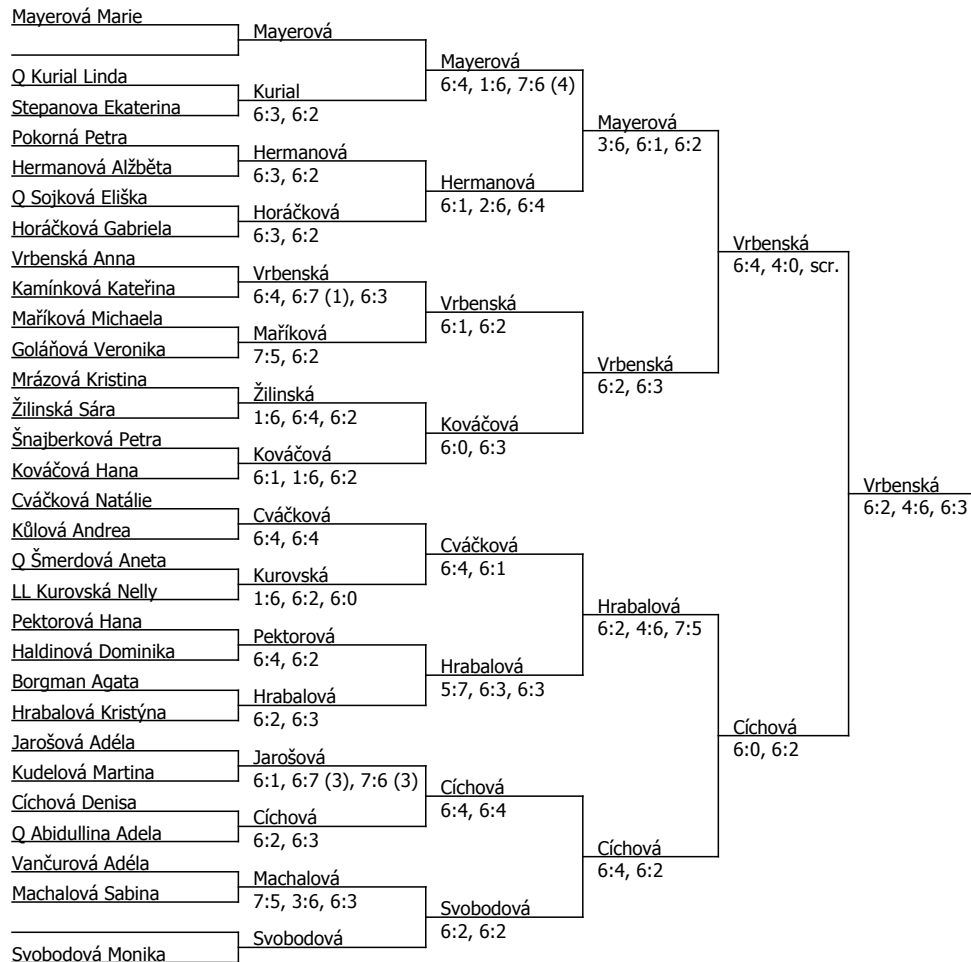 Mayerová Marie
Q Kurial Linda
Stepanova Ekaterina
Pokorná Petra
Hermanová Alžběta
Q Sojková Eliška
Horáčková Gabriela
Vrbenská Anna
Kamínková Kateřina
Maříková Michaela
Goláňová Veronika
Mrázová Kristina
Žilinská Sára
Šnajberková Petra
Kováčová Hana
Cváčková Natálie
Kůlová Andrea
Q Šmerdová Aneta
LL Kurovská Nelly
Pektorová Hana
Haldinová Dominika
Borgman Agata
Hrabalová Kristýna
Jarošová Adéla
Kudelová Martina
Cíchová Denisa
Q Abidullina Adela
Vančurová Adéla
Machalová Sabina
Svobodová Monika
Mayerová
Kurial
6:3, 6:2
Hermanová
6:3, 6:2
Horáčková
6:3, 6:2
Vrbenská
6:4, 6:7 (1), 6:3
Maříková
7:5, 6:2
Žilinská
1:6, 6:4, 6:2
Kováčová
6:1, 1:6, 6:2
Cváčková
6:4, 6:4
Kurovská
1:6, 6:2, 6:0
Pektorová
6:4, 6:2
Hrabalová
6:2, 6:3
Jarošová
6:1, 6:7 (3), 7:6 (3)
Cíchová
6:2, 6:3
Machalová
7:5, 3:6, 6:3
Svobodová
Mayerová
6:4, 1:6, 7:6 (4)
Hermanová
6:1, 2:6, 6:4
Vrbenská
6:1, 6:2
Kováčová
6:0, 6:3
Cváčková
6:4, 6:1
Hrabalová
5:7, 6:3, 6:3
Cíchová
6:4, 6:4
Svobodová
6:2, 6:2
Mayerová
3:6, 6:1, 6:2
Vrbenská
6:2, 6:3
Hrabalová
6:2, 4:6, 7:5
Cíchová
6:4, 6:2
Vrbenská
6:4, 4:0, scr.
Cíchová
6:0, 6:2
Vrbenská
6:2, 4:6, 6:3